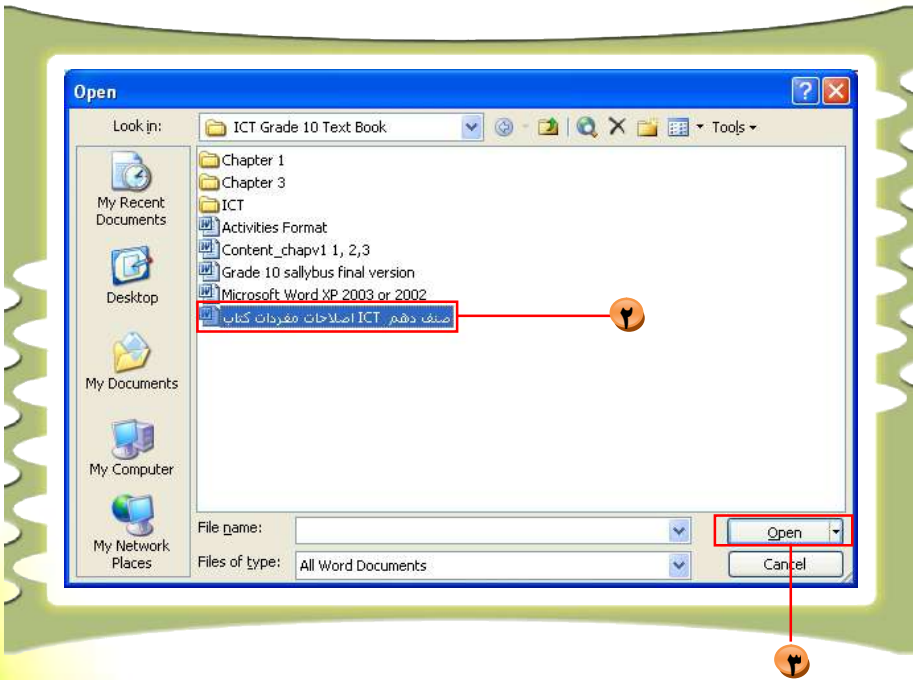 Open
Look in:
ICT Grade 10 Text Book
Tools
My Recent
Documents
Desktop
My Documents
My Computer
My Network
Places
Chapter 1
Chapter 3
ICT
Activities Format
Content_chapv1 1, 2,3
Grade 10 sallybus final version
Microsoft Word XP 2003 or 2002
صنف دهم ICT اصلاحات مفردات کتاب
۲
File name:
Open
Files of type:
All Word Documents
Cancel
۳